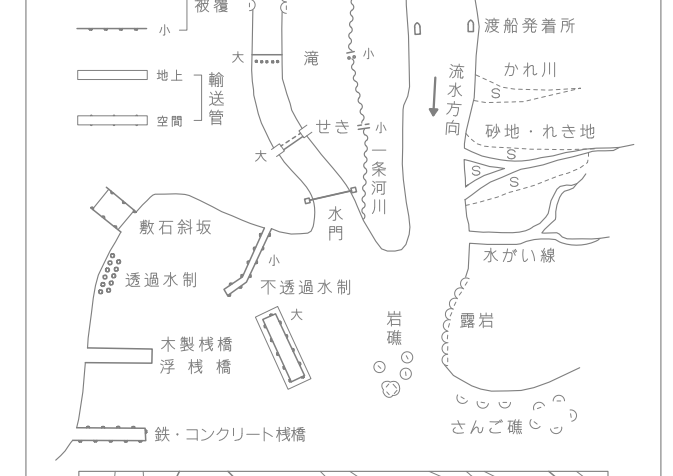 被覆
小
地上
輸送管
空間
大
滝
小
せき
小
大
一条河川
水門
渡船発着所
流水方向
かれ川
S
砂地・れき地
S
S
S
水がい線
敷石斜坂
透過水制
小
不透過水制
大
木製桟橋
浮桟橋
岩礁
露岩
さんご礁
鉄・コンクリート桟橋